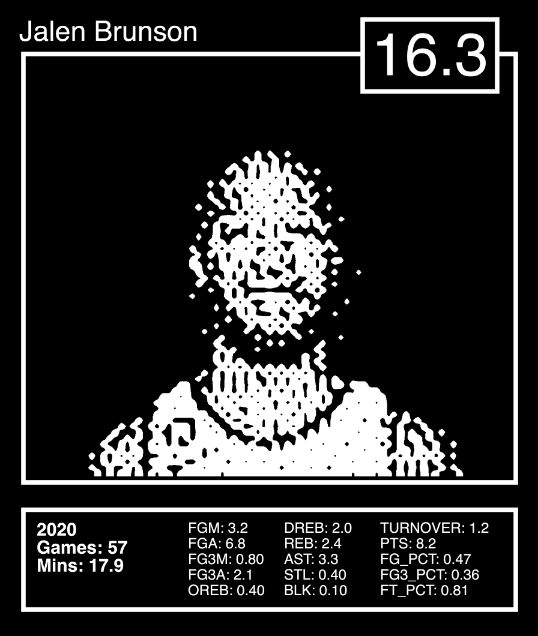 Jalen Brunson
16.3
2020
Games: 57
Mins: 17.9
FGM: 3.2
FGA: 6.8
FG3M: 0.80
FG3A: 2.1
OREB: 0.40
DREB: 2.0
REB: 2.4
AST: 3.3
STL: 0.40
BLK: 0.10
TURNOVER: 1.2
PTS: 8.2
FG_PCT: 0.47
FG3_PCT: 0.36
FT_PCT: 0.81